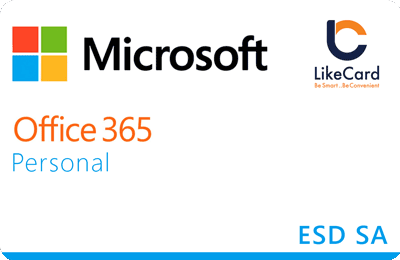 Microsoft
LikeCard
Be Smart..Be.Convenient
Office 365
Personal
ESD SA